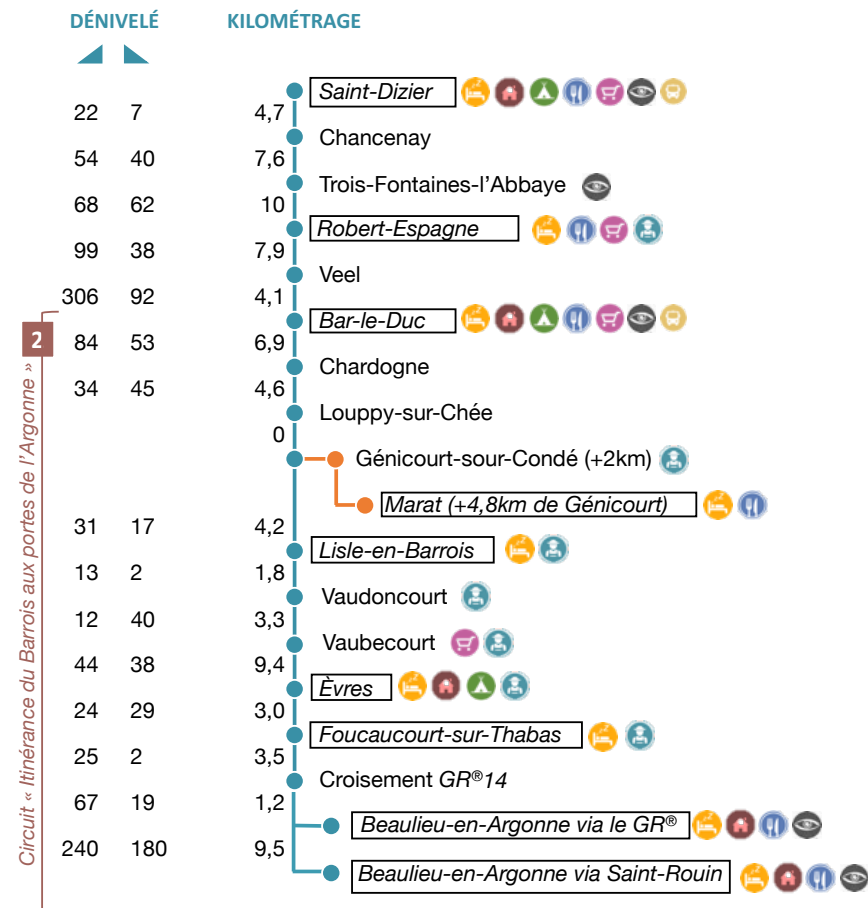 DÉNIVELÉ KILOMÉTRAGE
Saint-Dizier
22 7 4,7
Chancenay
54 40 7,6
Trois-Fontaines-l'Abbaye
68 62 10
Robert-Espagne
99 38 7,9
Veel
306 92 4,1
Bar-le-Duc
2
84 53 6,9
Chardogne
34 45 4,6
Louppy-sur-Chée
0
Génicourt-sour-Condé (+2km)
Marat (+4,8km de Génicourt)
31 17 4,2
Lisle-en-Barrois
13 2 1,8
Vaudoncourt
12 40 3,3
Vaubecourt
44 38 9,4
Èvres
24 29 3,0
Foucaucourt-sur-Thabas
25 2 3,5
Croisement GR®14
67 19 1,2
Beaulieu-en-Argonne via le GR®
240 180 9,5
Beaulieu-en-Argonne via Saint-Rouin
Circuit « Itinérance du Barrois aux portes de l'Argonne »